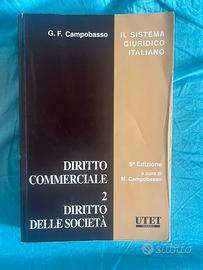 G. F. Campobasso
IL SISTEMA
GIURIDICO
ITALIANO
DIRITTO
COMMERCIALE
2
DIRITTO
DELLE SOCIETÀ
9ª Edizione
a cura di
M. Campobasso
UTET
subito